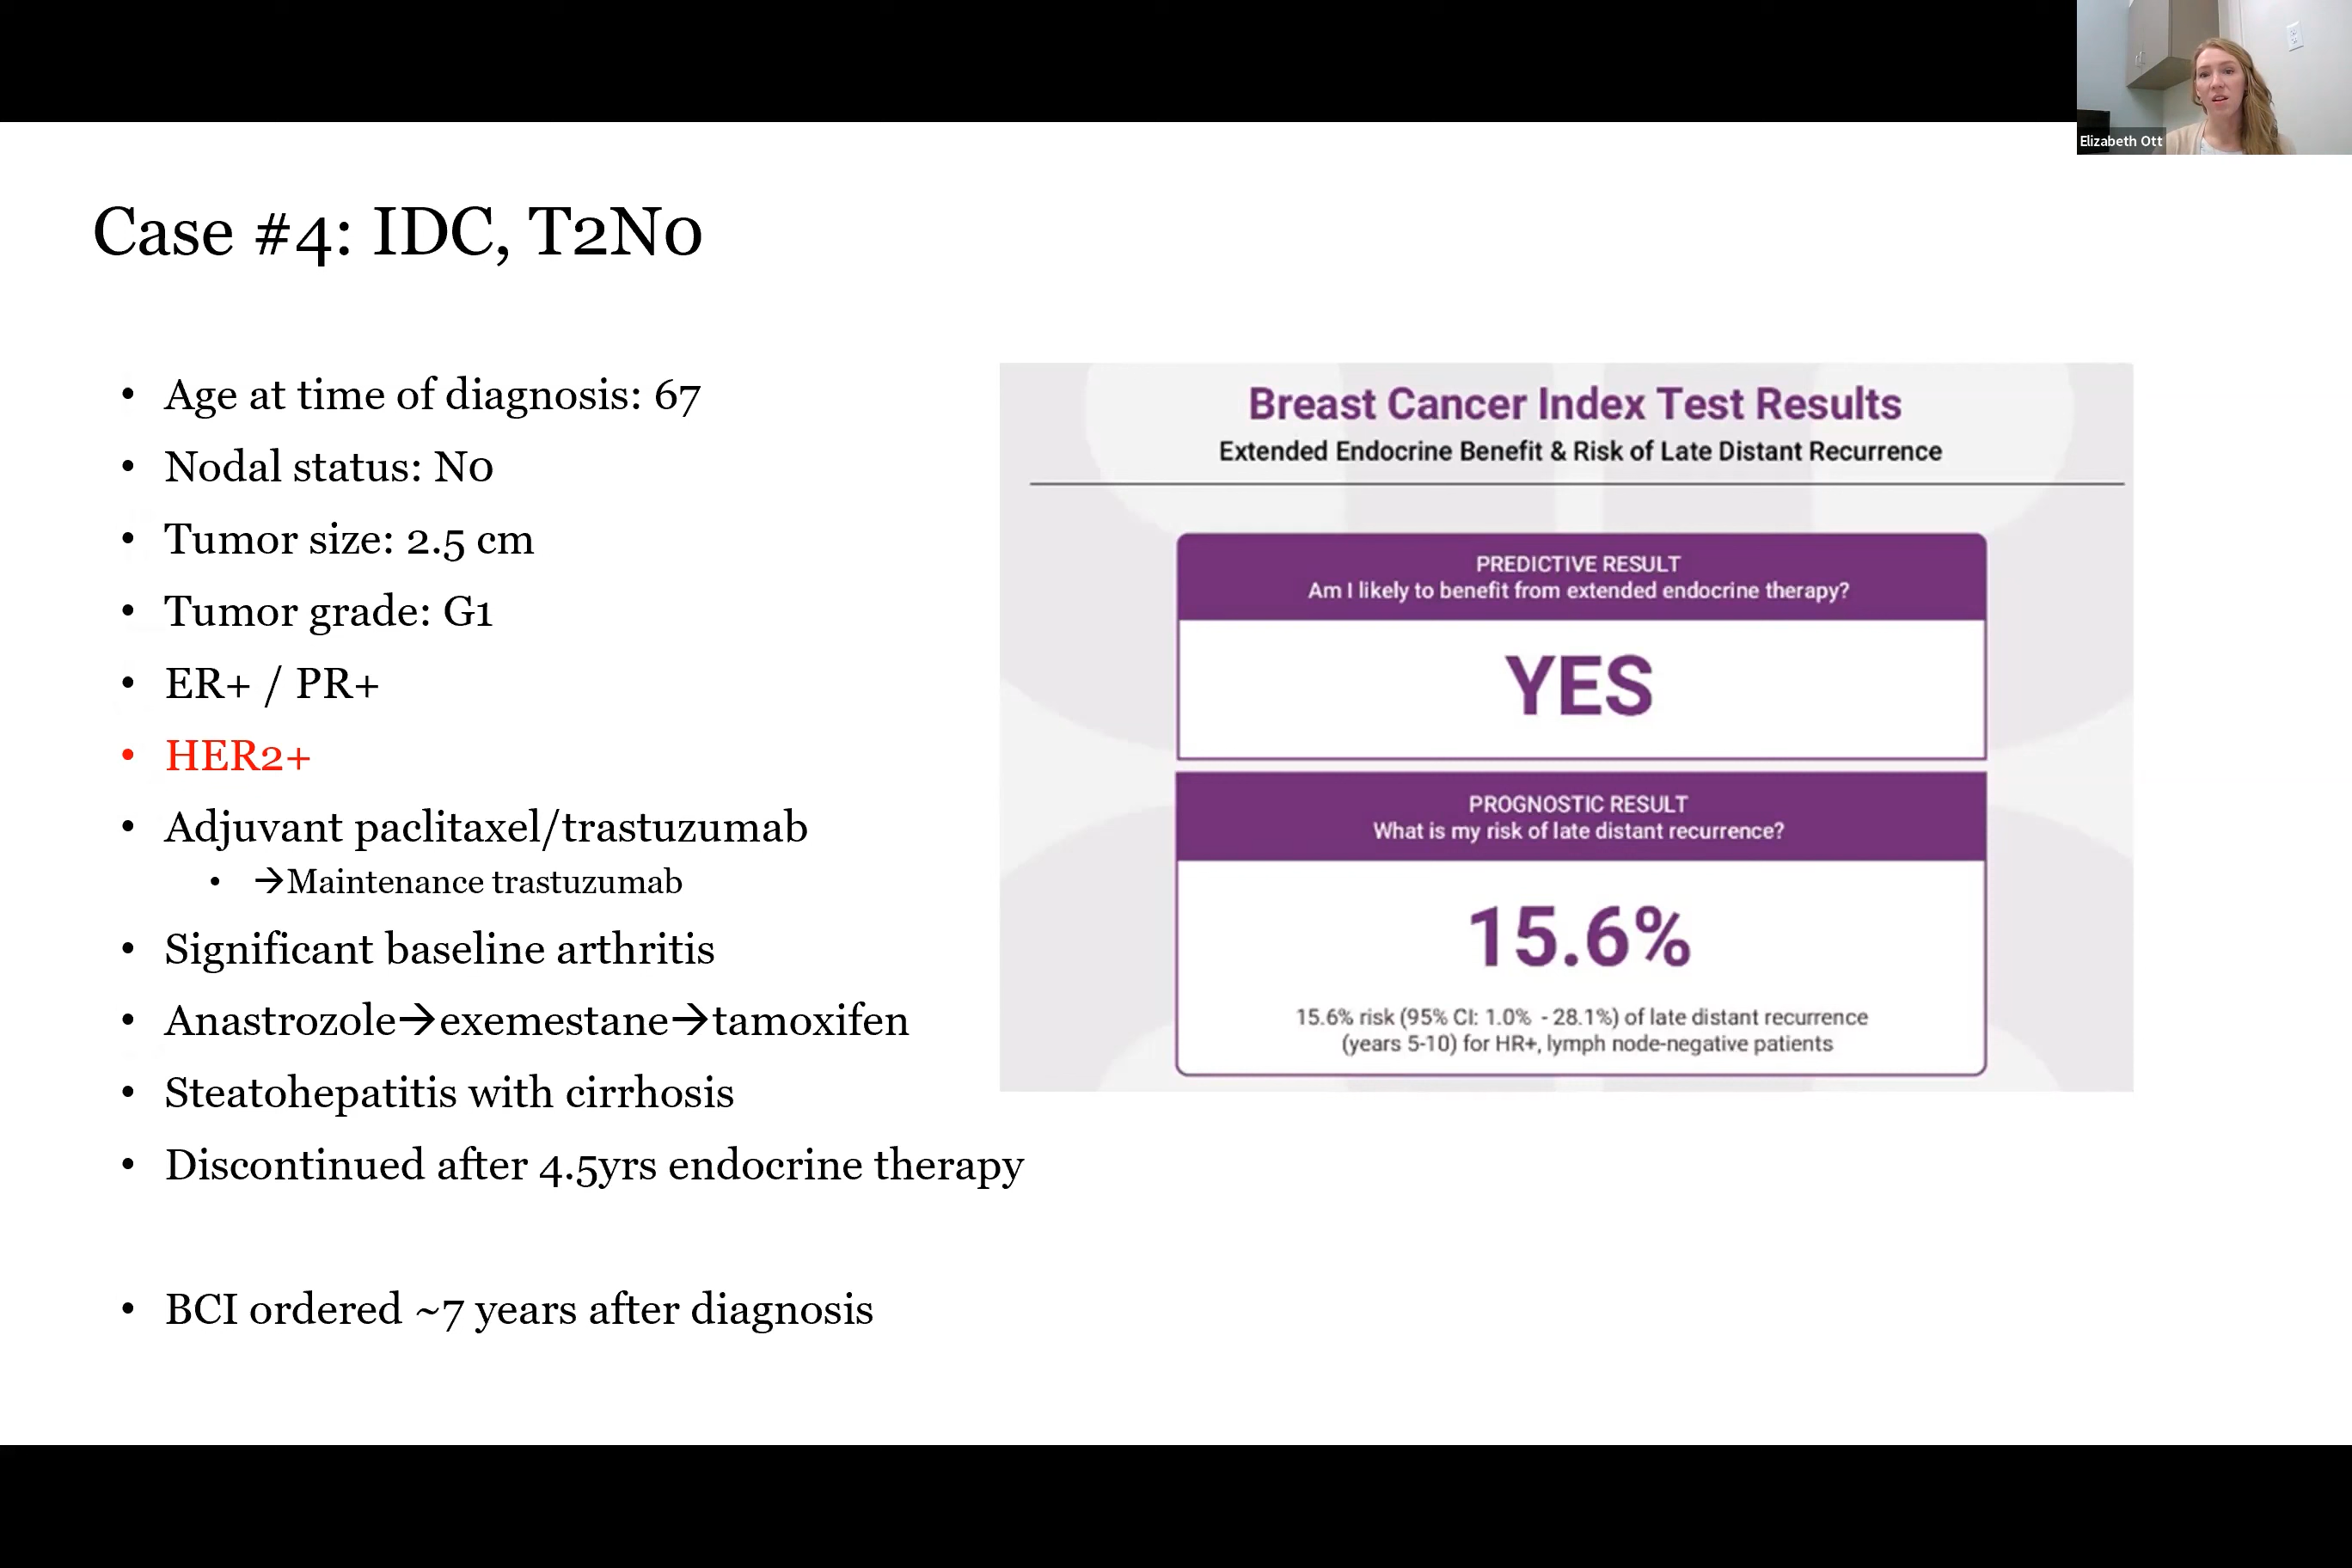 Elizabeth Ott
Case #4: IDC, T2N0
• Age at time of diagnosis: 67
• Nodal status: N0
• Tumor size: 2.5 cm
• Tumor grade: G1
• ER+ / PR+
• HER2+
• Adjuvant paclitaxel/trastuzumab
• →Maintenance trastuzumab
• Significant baseline arthritis
• Anastrozole→exemestane→tamoxifen
• Steatohepatitis with cirrhosis
• Discontinued after 4.5yrs endocrine therapy
• BCI ordered ~7 years after diagnosis
Breast Cancer Index Test Results
Extended Endocrine Benefit & Risk of Late Distant Recurrence
PREDICTIVE RESULT
Am I likely to benefit from extended endocrine therapy?
YES
PROGNOSTIC RESULT
What is my risk of late distant recurrence?
15.6%
15.6% risk (95% CI: 1.0% - 28.1%) of late distant recurrence
(years 5-10) for HR+, lymph node-negative patients